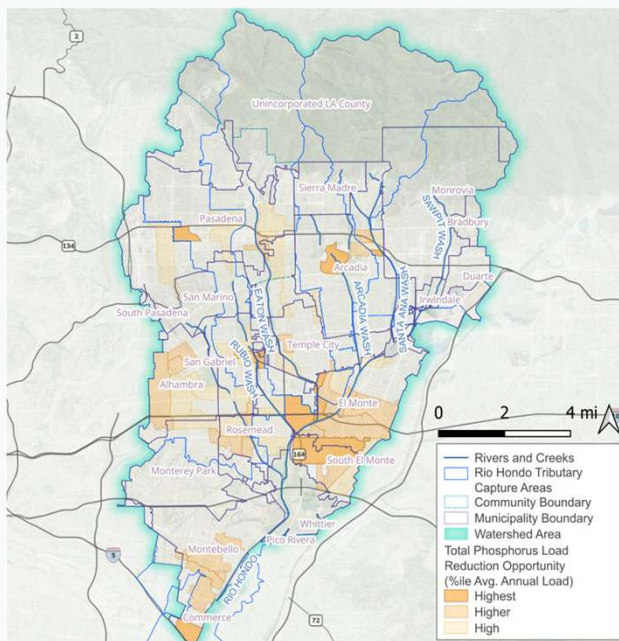 2
Unincorporated LA County
Sierra Madre
Monrovia
SAWPIT WASH
Bradbury
Pasadena
134
Arcadia
Duarte
San Marino
EATON WASH
ARCADIA WASH
SANTA ANA WASH
Irwindale
South Pasadena
Temple City
San Gabriel
RUBIO WASH
Alhambra
El Monte
Rosemead
0 2 4 mi
164
South El Monte
Monterey Park
Whittier
Pico Rivera
Montebello
5
RIO HONDO
Commerce
72
Rivers and Creeks
Rio Hondo Tributary
Capture Areas
Community Boundary
Municipality Boundary
Watershed Area
Total Phosphorus Load
Reduction Opportunity
(%ile Avg. Annual Load)
Highest
Higher
High